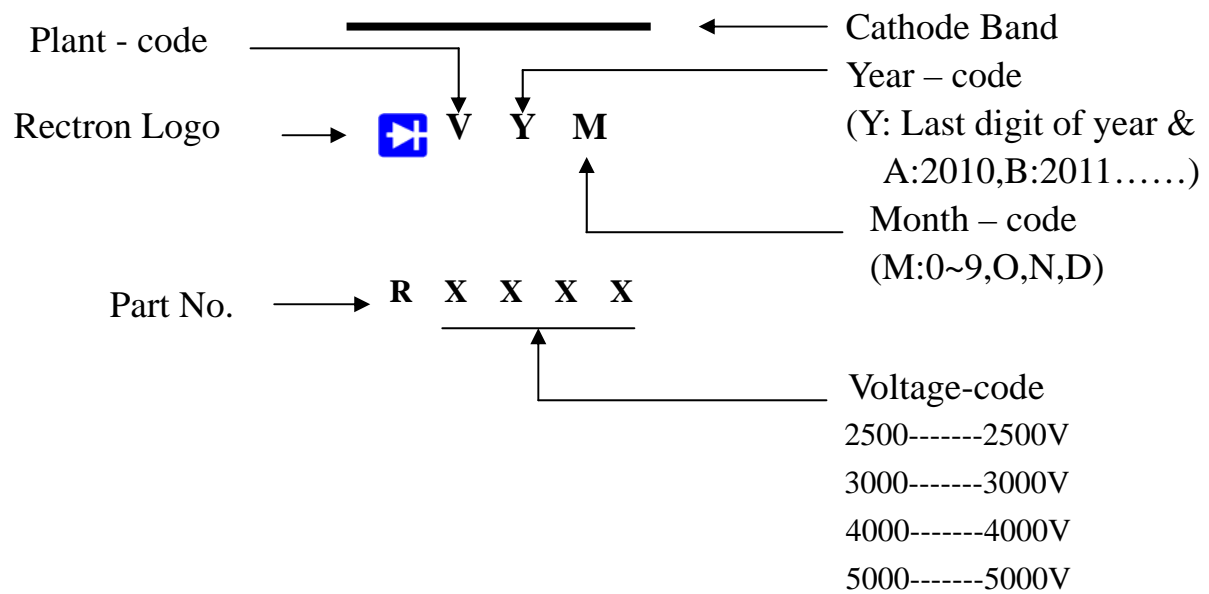 Plant - code
Cathode Band
Year – code
(Y: Last digit of year &
A:2010,B:2011……)
Rectron Logo
V Y M
Month – code
(M:0~9,O,N,D)
Part No.
R X X X X
Voltage-code
2500-------2500V
3000-------3000V
4000-------4000V
5000-------5000V